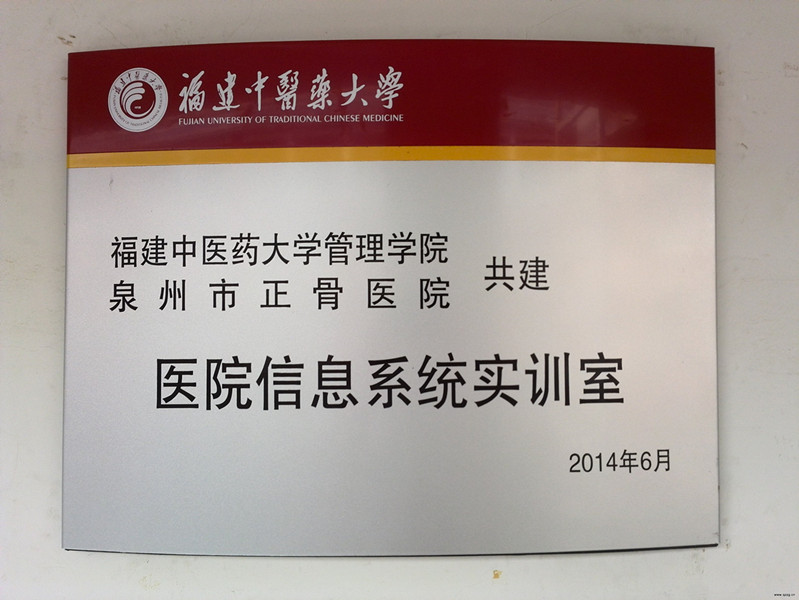 福建中醫藥大學
FUJIAN UNIVERSITY OF TRADITIONAL CHINESE MEDICINE
福建中医药大学管理学院
泉州市正骨医院
共建
医院信息系统实训室
2014年6月